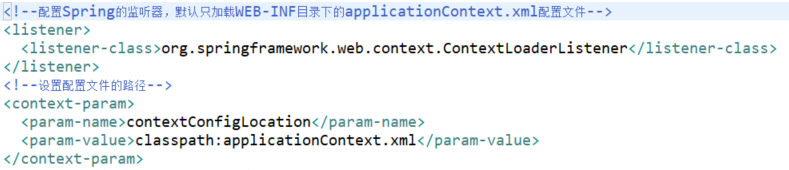 <!--配置Spring的监听器，默认只加载WEB-INF目录下的applicationContext.xml配置文件-->
<listener>
  <listener-class>org.springframework.web.context.ContextLoaderListener</listener-class>
</listener>
<!--设置配置文件的路径-->
<context-param>
  <param-name>contextConfigLocation</param-name>
  <param-value>classpath:applicationContext.xml</param-value>
</context-param>